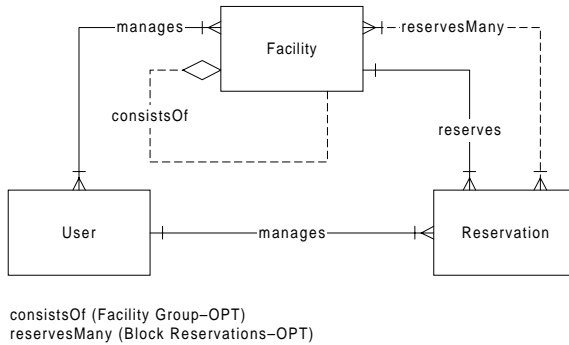 manages
Facility
reservesMany
consistsOf
reserves
User
manages
Reservation
consistsOf (Facility Group–OPT)
reservesMany (Block Reservations–OPT)